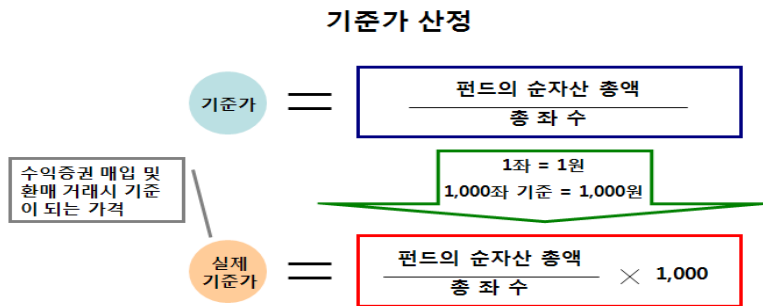 기준가 산정
기준가
펀드의 순자산 총액
총 좌 수
수익증권 매입 및
환매 거래시 기준
이 되는 가격
1좌 = 1원
1,000좌 기준 = 1,000원
실제
기준가
펀드의 순자산 총액
총 좌 수
× 1,000